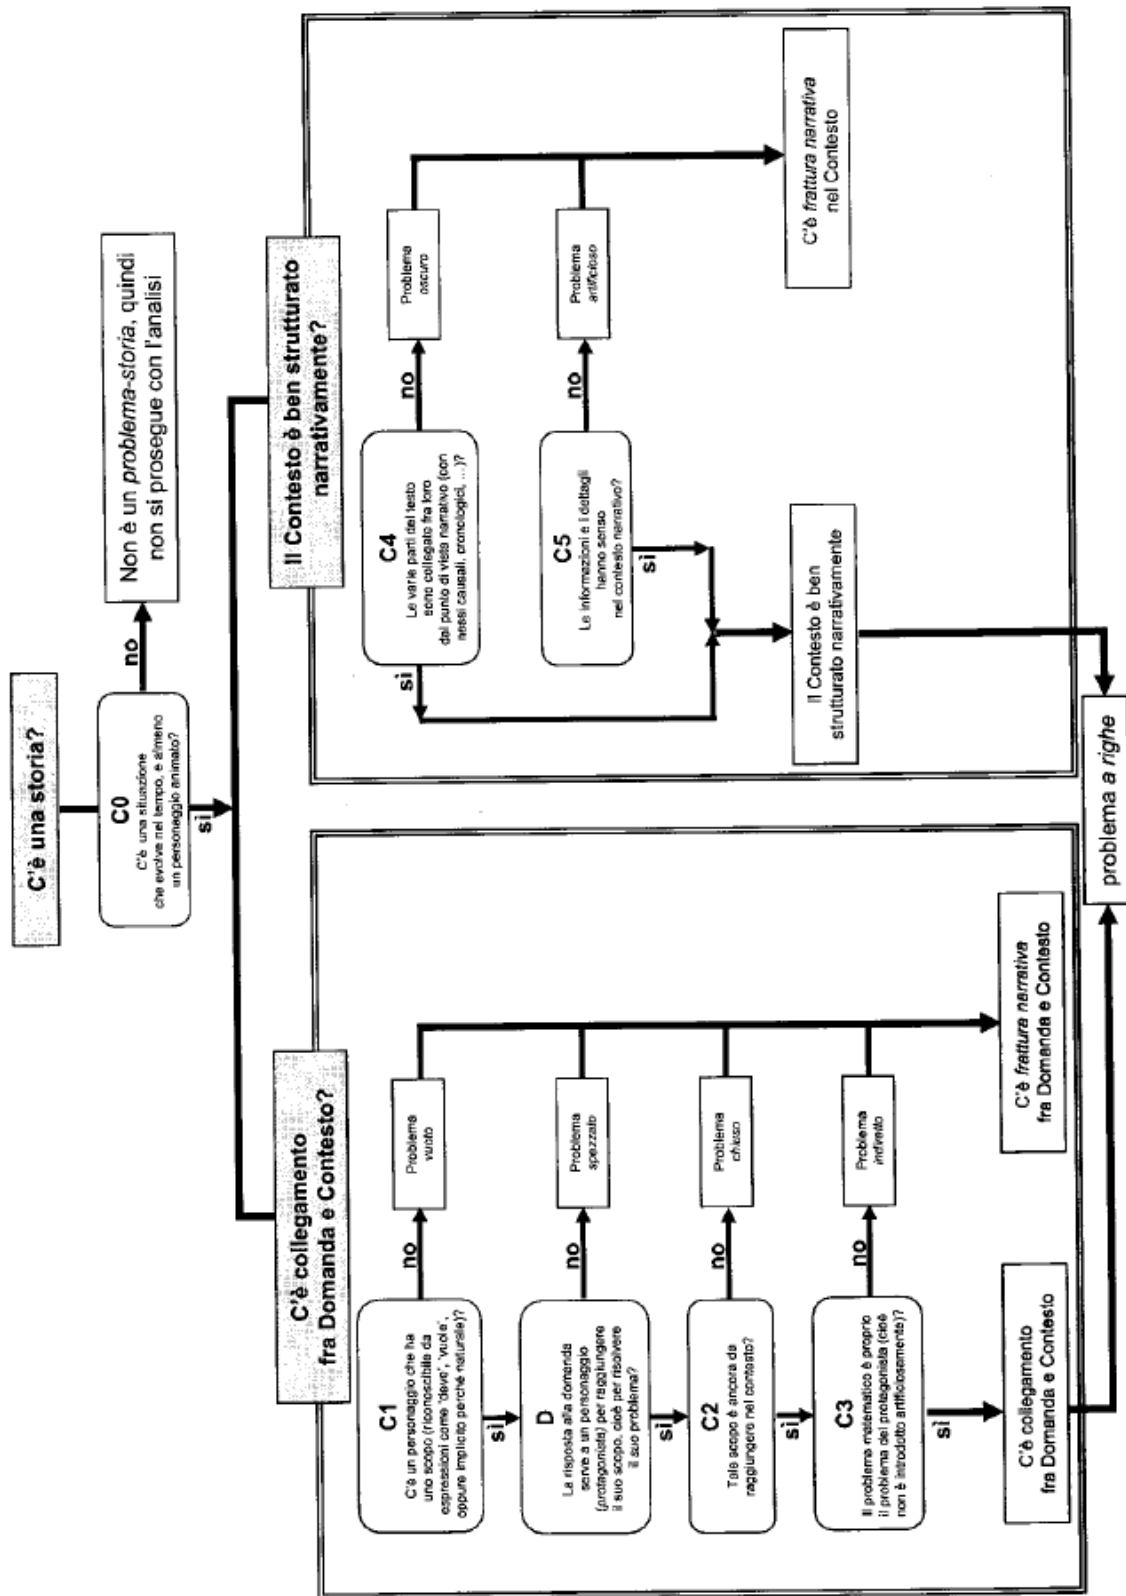 C'è una storia?
C0
C'è una situazione
che evolve nel tempo, e almeno
un personaggio animato?
no
Non è un problema-storia, quindi
non si prosegue con l'analisi
sì
C'è collegamento
fra Domanda e Contesto?
C1
C'è un personaggio che ha
uno scopo (riconoscibile da
espressioni come 'deve', 'vuole',
oppure implicito perché naturale)?
no
Problema
vuoto
sì
D
La risposta alla domanda
serve a un personaggio
(protagonista) per raggiungere
il suo scopo, cioè per risolvere
il suo problema?
no
Problema
spezzato
sì
C2
Tale scopo è ancora da
raggiungere nel contesto?
no
Problema
chiuso
sì
C3
Il problema matematico è proprio
il problema del protagonista (cioè
non è introdotto artificiosamente)?
no
Problema
indiretto
sì
C'è collegamento
fra Domanda e Contesto
C'è frattura narrativa
fra Domanda e Contesto
Il Contesto è ben strutturato
narrativamente?
C4
Le varie parti del testo
sono collegate fra loro
dal punto di vista narrativo (con
nessi causali, cronologici, ...)?
no
Problema
oscuro
sì
C5
Le informazioni e i dettagli
hanno senso
nel contesto narrativo?
no
Problema
artificioso
sì
Il Contesto è ben
strutturato narrativamente
C'è frattura narrativa
nel Contesto
problema a righe